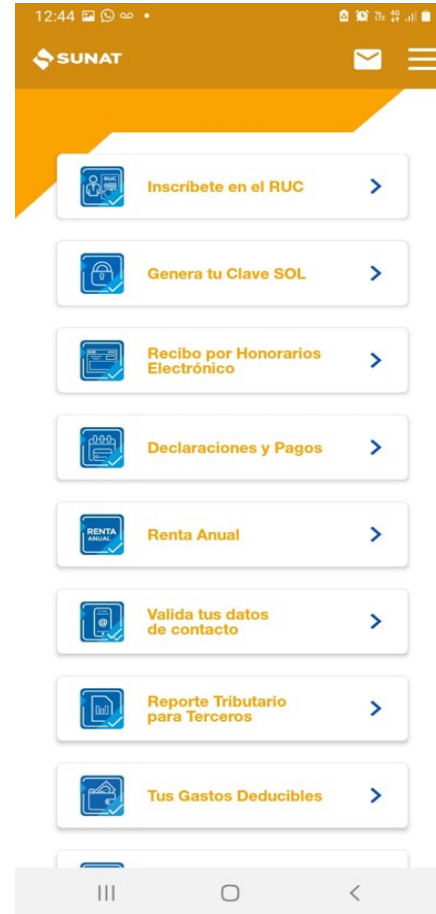 12:44
SUNAT
RUC
Inscríbete en el RUC
Genera tu Clave SOL
Recibo por Honorarios
Electrónico
Declaraciones y Pagos
RENTA
ANUAL
Renta Anual
Valida tus datos
de contacto
Reporte Tributario
para Terceros
Tus Gastos Deducibles